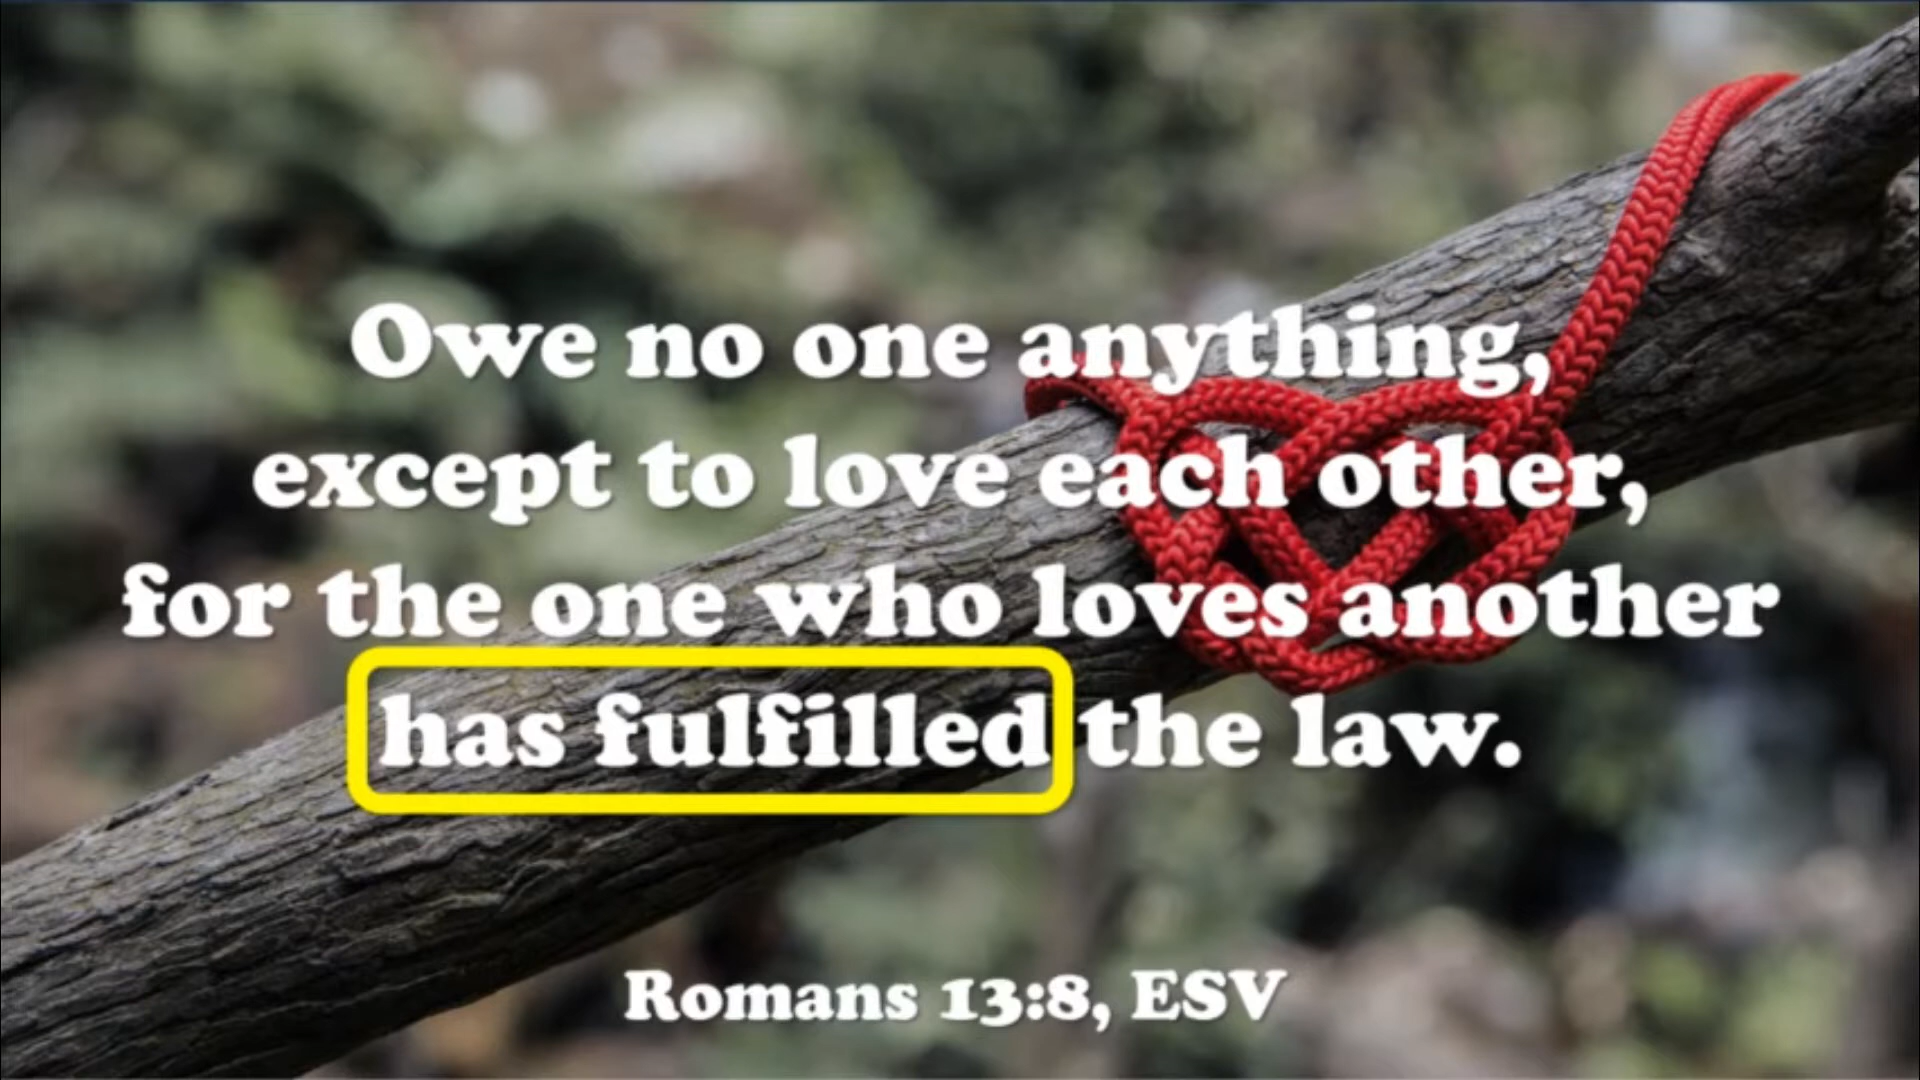 Owe no one anything,
except to love each other,
for the one who loves another
has fulfilled the law.
Romans 13:8, ESV